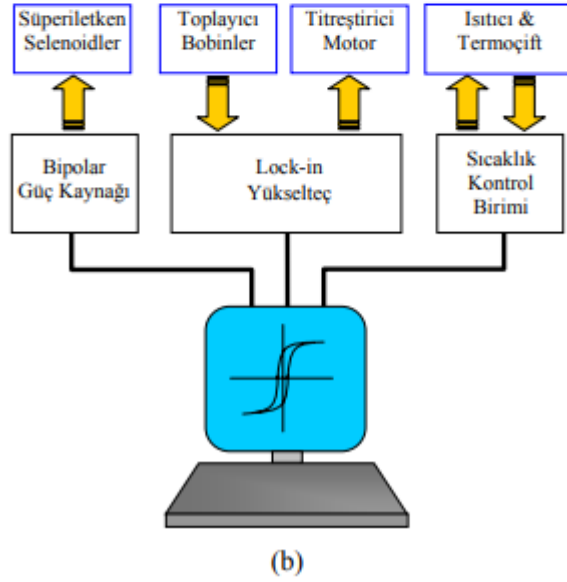 Süperiletken
Selenoidler
Toplayıcı
Bobinler
Titreştirici
Motor
Isıtıcı &
Termoçift
Bipolar
Güç Kaynağı
Lock-in
Yükselteç
Sıcaklık
Kontrol
Birimi
(b)